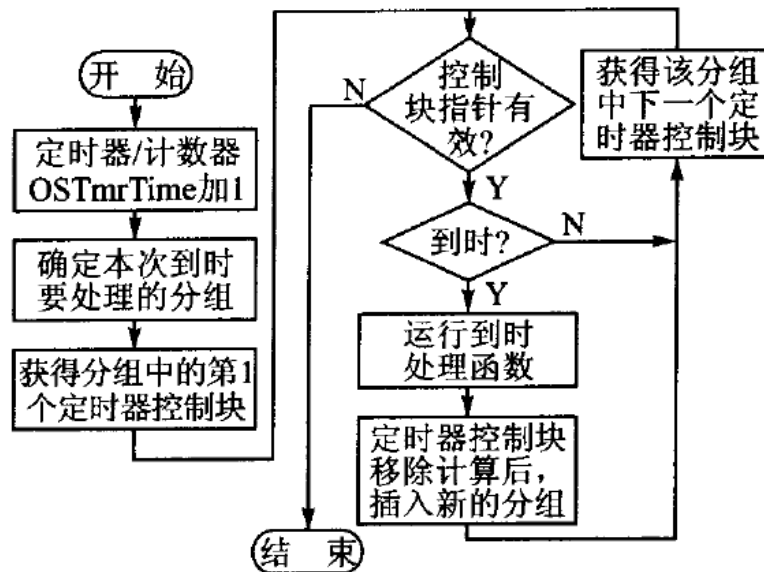 开 始
定时器/计数器
OSTmrTime加1
确定本次到时
要处理的分组
获得分组中的第1
个定时器控制块
控制
块指针有
效?
N
Y
到时?
N
Y
运行到时
处理函数
定时器控制块
移除计算后，
插入新的分组
获得该分组
中下一个定
时器控制块
结 束